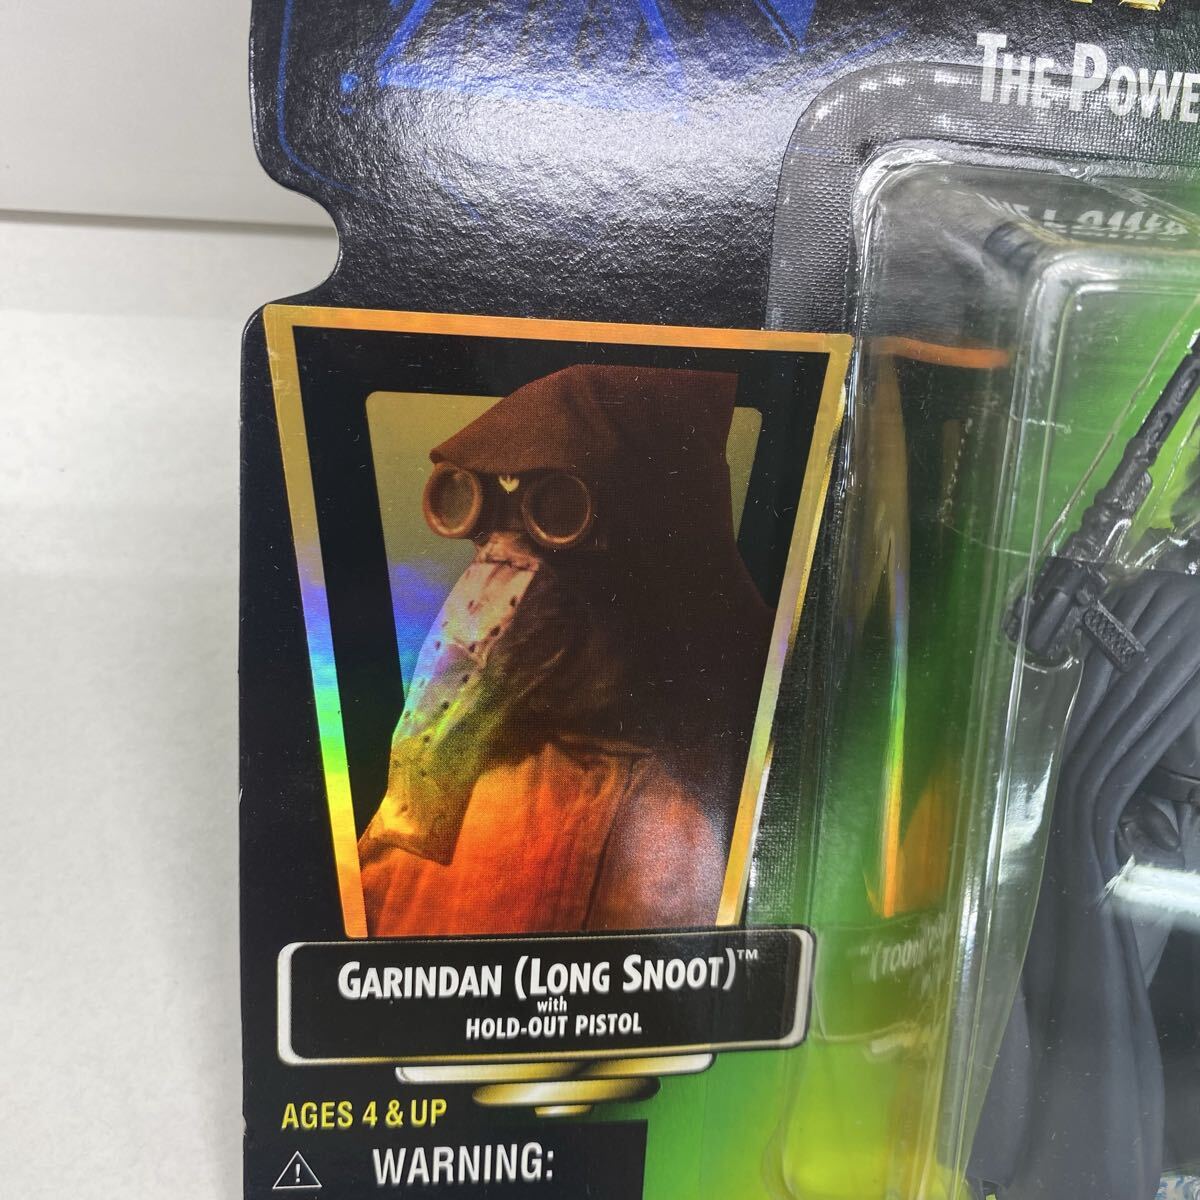 THE POWE
GARINDAN (LONG SNOOT)™
with
HOLD-OUT PISTOL
AGES 4 & UP
WARNING: